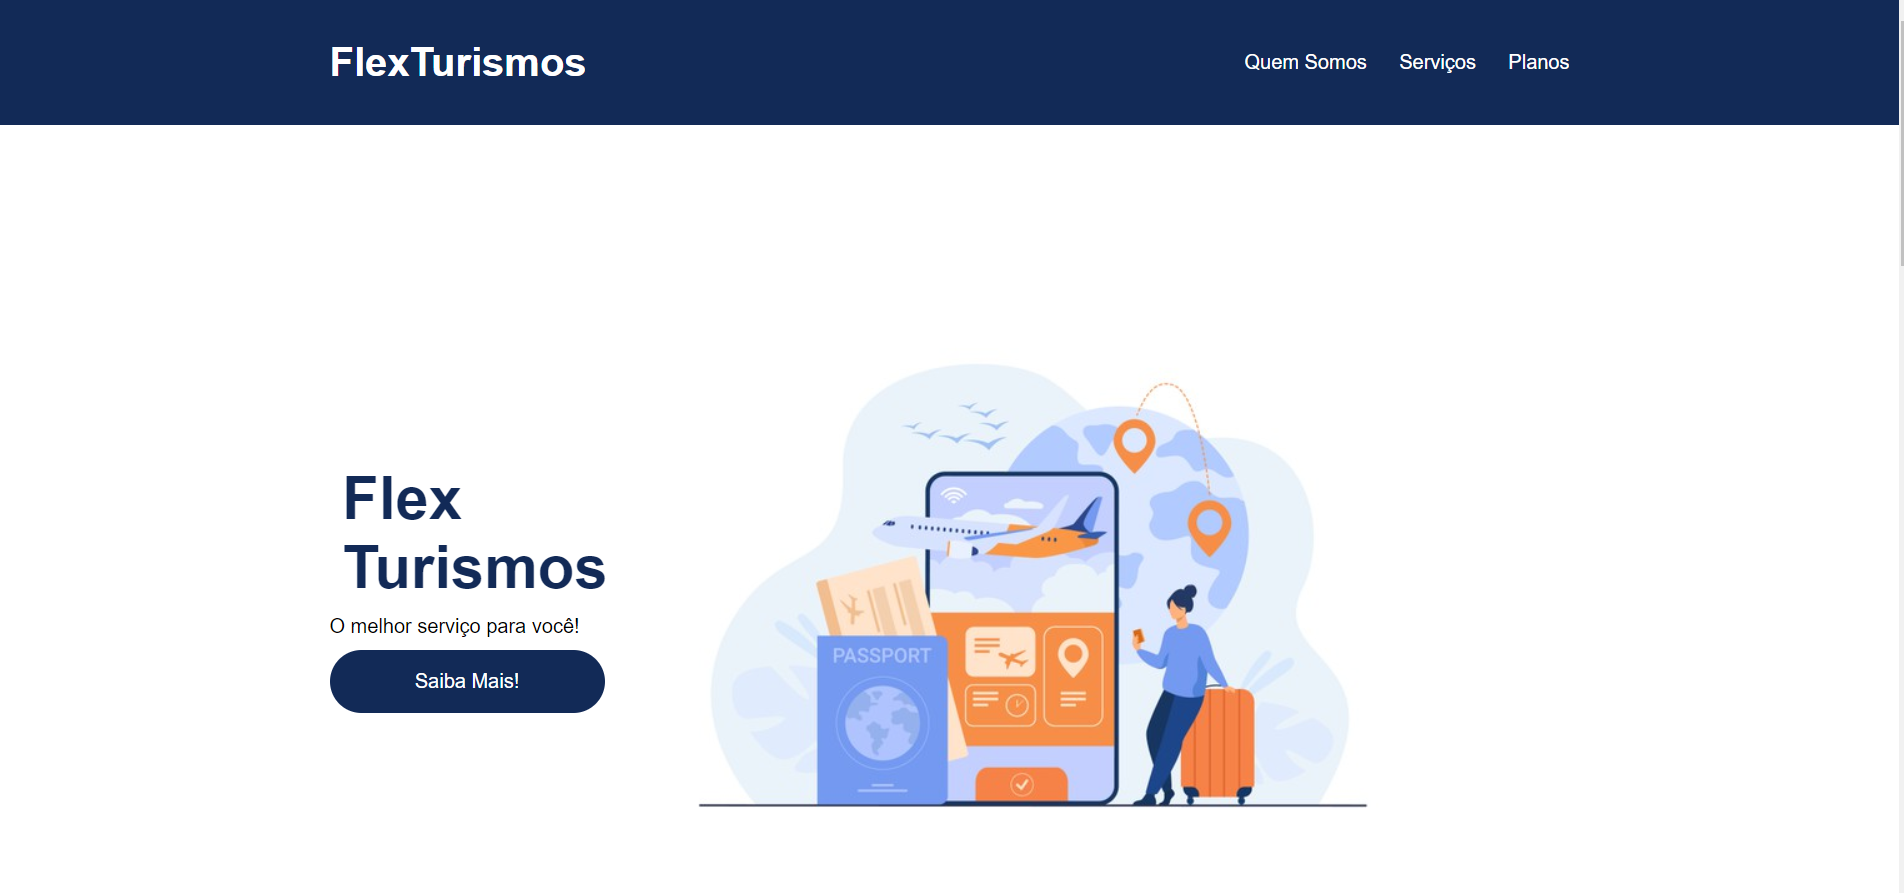 FlexTurismos
Quem Somos Serviços Planos
Flex
Turismos
O melhor serviço para você!
Saiba Mais!
PASSPORT